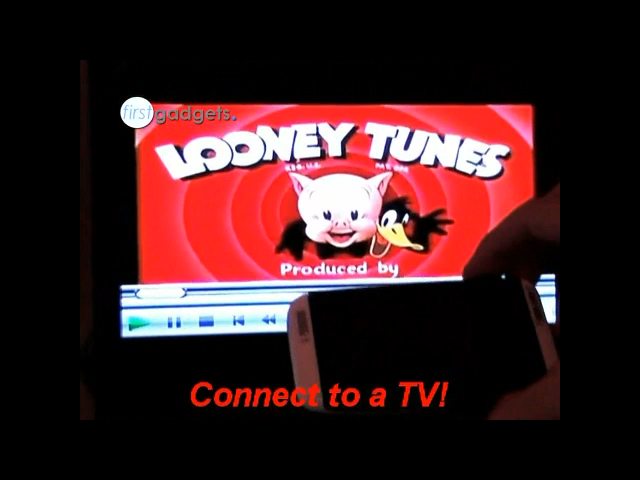 firstgadgets.
LOONEY TUNES
Produced by
Connect to a TV!